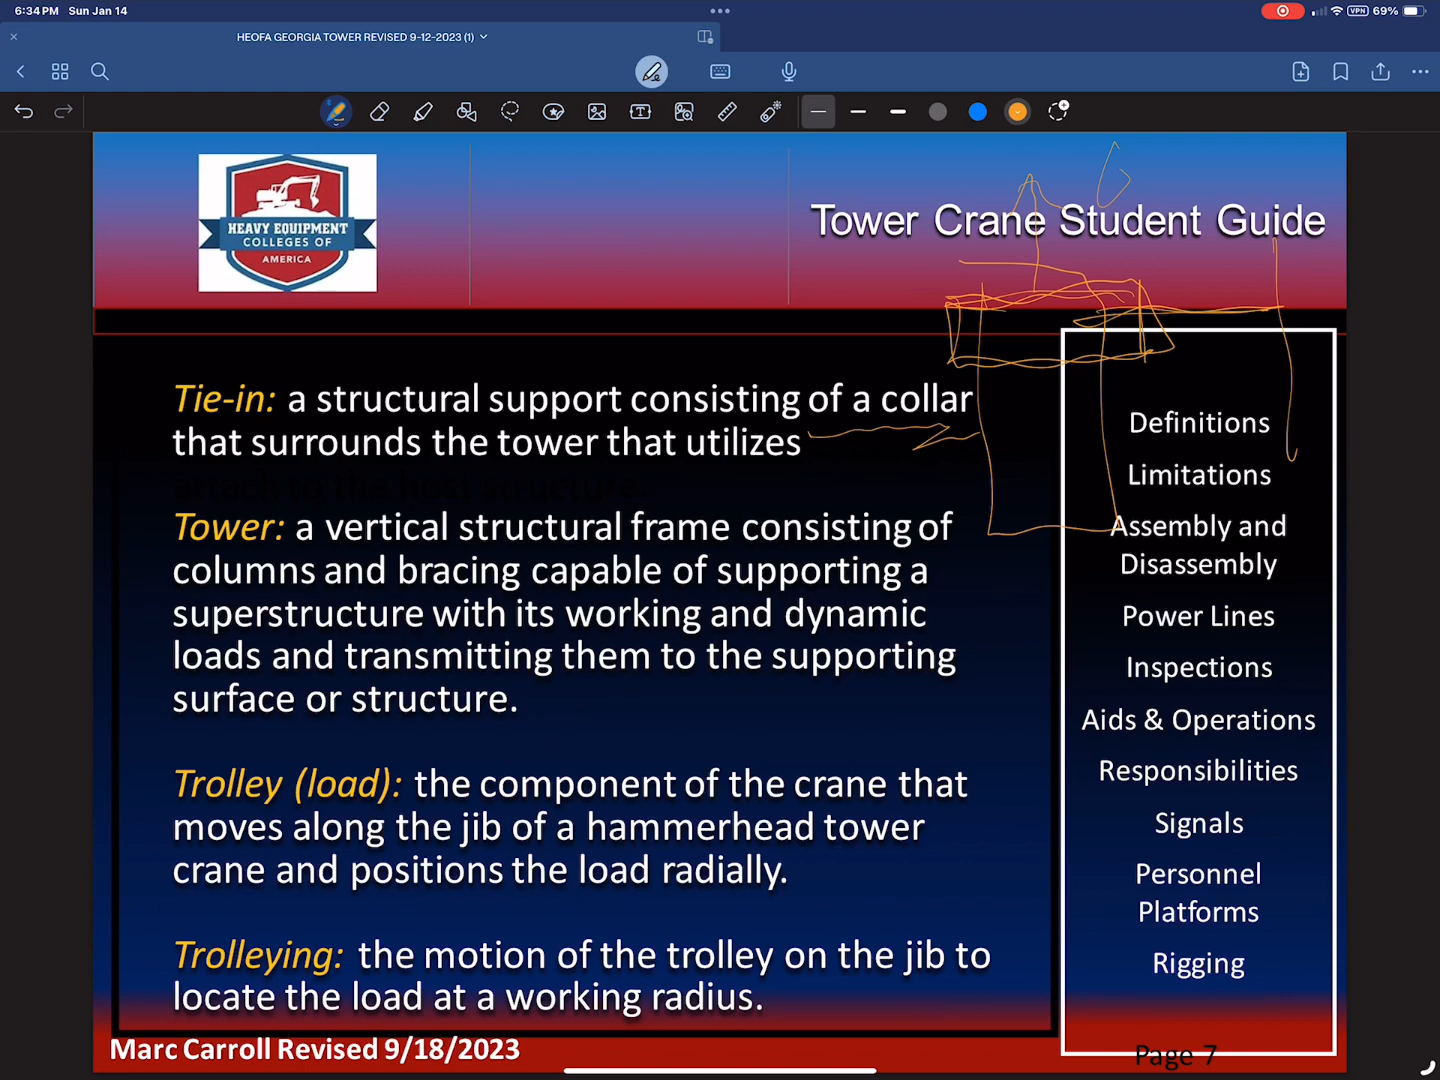 6:34 PM Sun Jan 14
VPN 69%
HEOFA GEORGIA TOWER REVISED 9-12-2023 (1)
HEAVY EQUIPMENT
COLLEGES OF
AMERICA
Tower Crane Student Guide
Tie-in: a structural support consisting of a collar
that surrounds the tower that utilizes
attach to the host structure
Tower: a vertical structural frame consisting of
columns and bracing capable of supporting a
superstructure with its working and dynamic
loads and transmitting them to the supporting
surface or structure.
Trolley (load): the component of the crane that
moves along the jib of a hammerhead tower
crane and positions the load radially.
Trolleying: the motion of the trolley on the jib to
locate the load at a working radius.
Definitions
Limitations
Assembly and
Disassembly
Power Lines
Inspections
Aids & Operations
Responsibilities
Signals
Personnel
Platforms
Rigging
Marc Carroll Revised 9/18/2023
Page 7